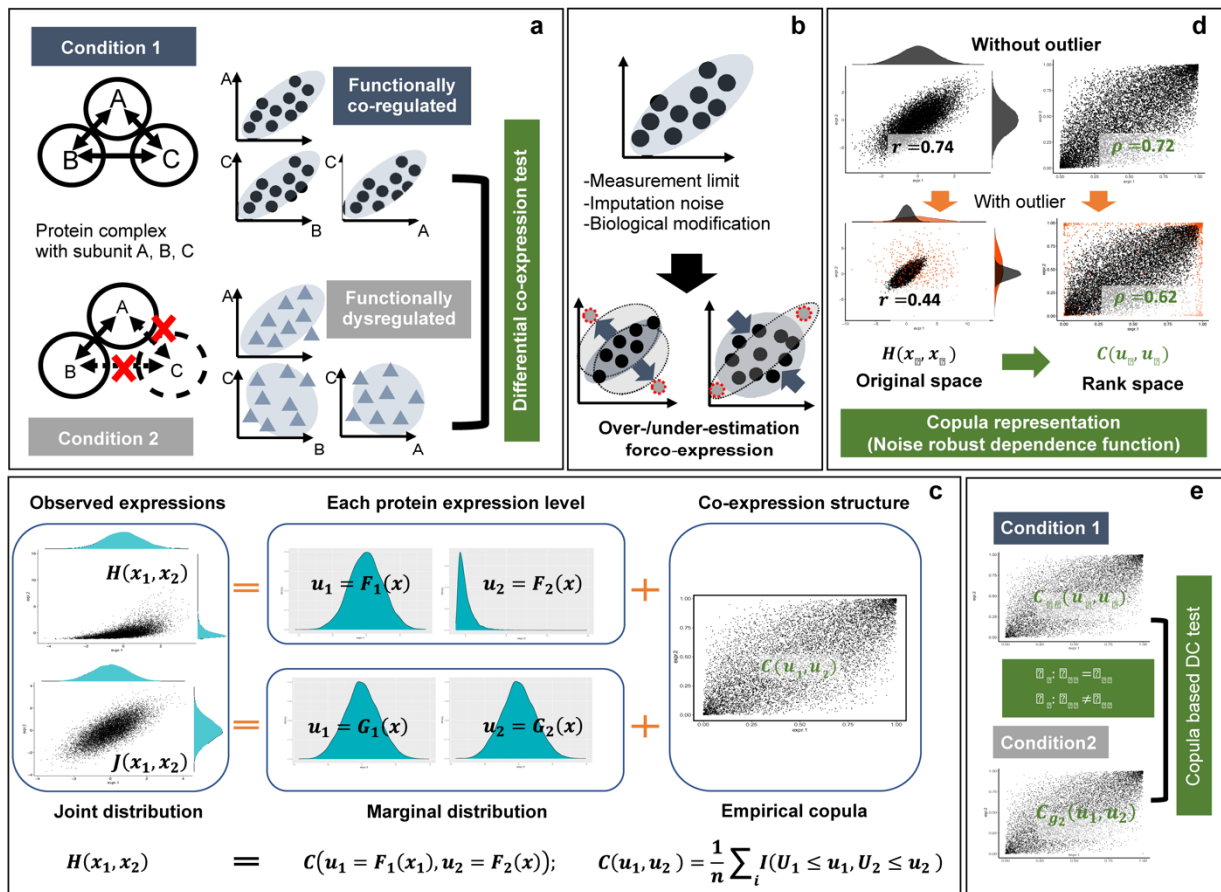 a
Condition 1
A
B
C
Protein complex
with subunit A, B, C
A
B
C
Condition 2
A
Functionally
co-regulated
C
B
C
A
A
Functionally
dysregulated
C
B
C
A
Differential co-expression test
b
-Measurement limit
-Imputation noise
-Biological modification
Over-/under-estimation
forco-expression
d
Without outlier
r =0.74
ρ =0.72
With outlier
r =0.44
ρ =0.62
Original space
Rank space
Copula representation
(Noise robust dependence function)
c
Observed expressions
Each protein expression level
Co-expression structure
H(x₁, x₂)
=
u₁ = F₁(x)
u₂ = F₂(x)
+
C(u₁, u₂)
J(x₁, x₂)
=
u₁ = G₁(x)
u₂ = G₂(x)
+
Joint distribution
Marginal distribution
Empirical copula
H(x₁, x₂) = C(u₁ = F₁(x₁), u₂ = F₂(x)); C(u₁, u₂) = 1/n ∑ᵢ I(U₁ ≤ u₁, U₂ ≤ u₂ )
e
Condition 1
Condition2
C_g₂(u₁, u₂)
Copula based DC test